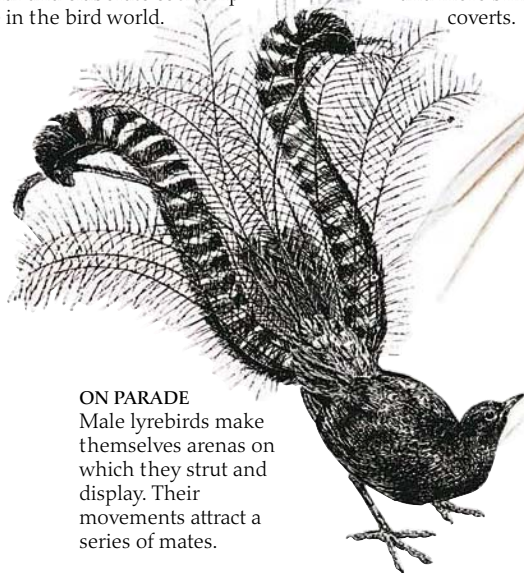 in the bird world.
coverts.
ON PARADE
Male lyrebirds make
themselves arenas on
which they strut and
display. Their
movements attract a
series of mates.